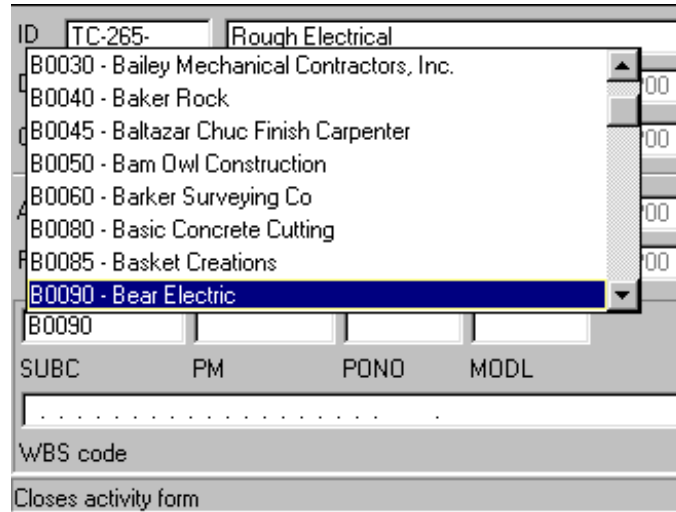 ID TC-265- Rough Electrical
B0030 - Bailey Mechanical Contractors, Inc.
B0040 - Baker Rock
B0045 - Baltazar Chuc Finish Carpenter
B0050 - Bam Owl Construction
B0060 - Barker Surveying Co
B0080 - Basic Concrete Cutting
B0085 - Basket Creations
B0090 - Bear Electric
B0090
SUBC PM PONO MODL
. . . . . . . . . . . . . . . . . . . .
WBS code
Closes activity form